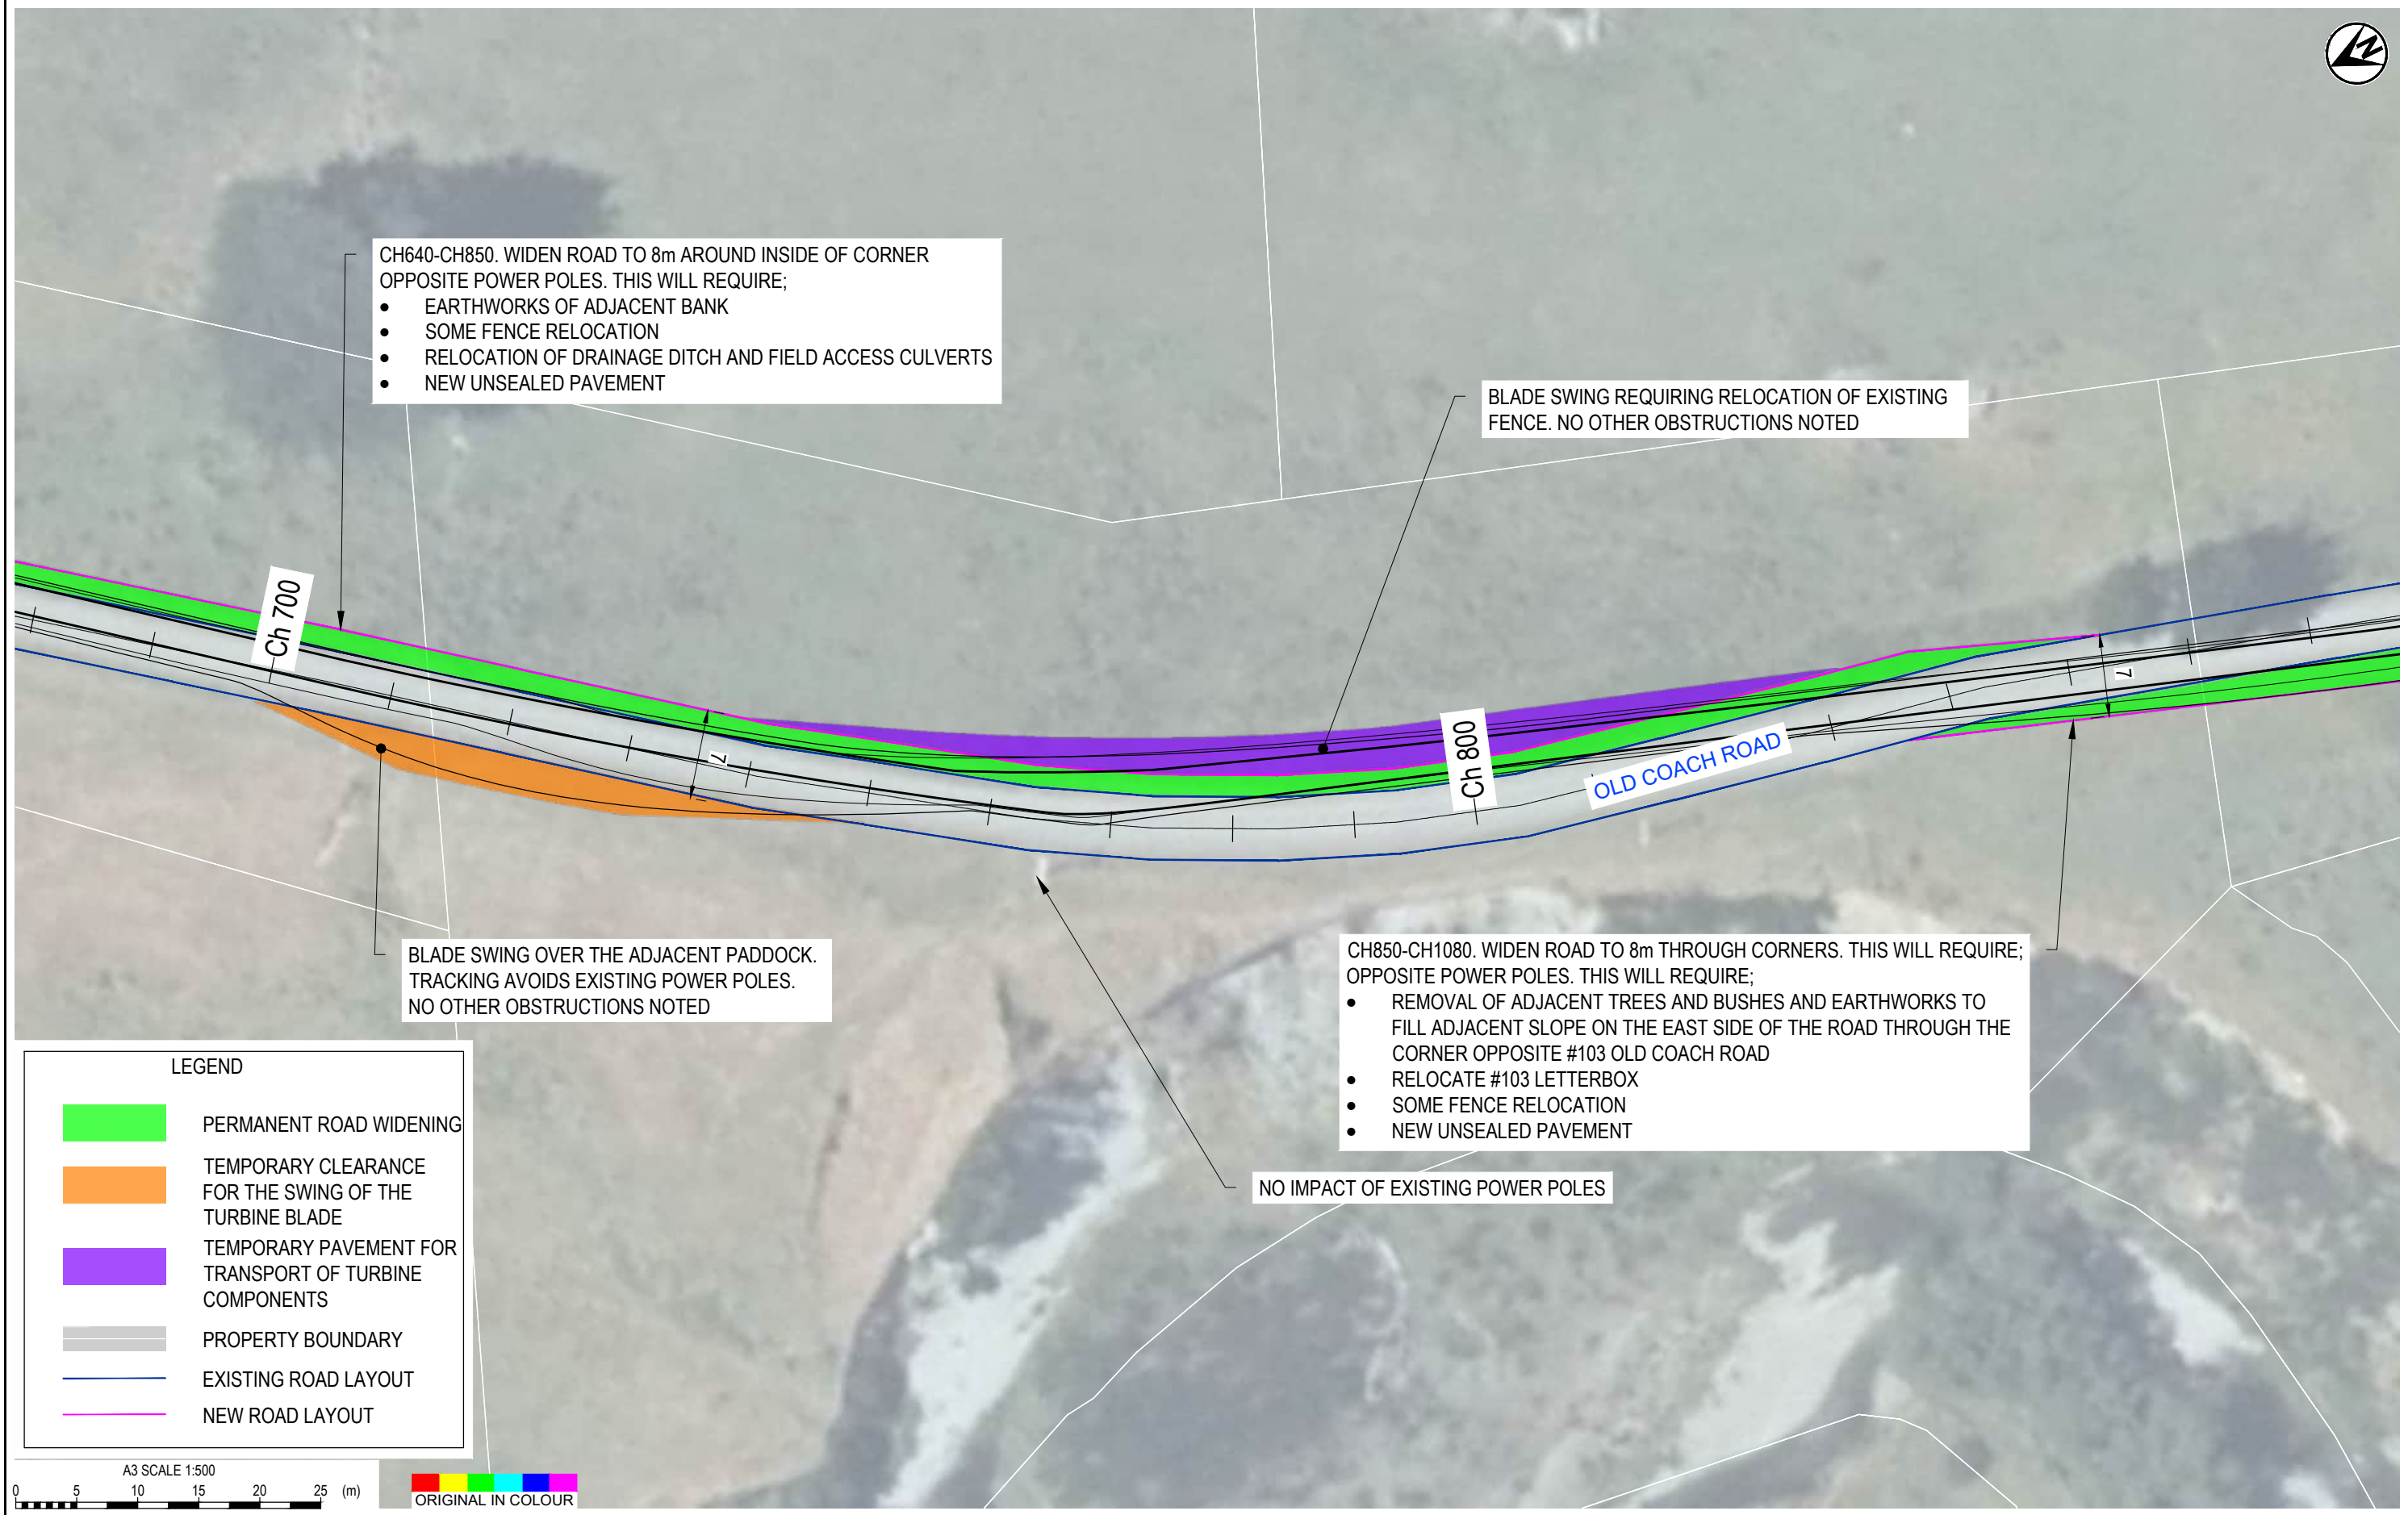 N
CH640-CH850. WIDEN ROAD TO 8m AROUND INSIDE OF CORNER
OPPOSITE POWER POLES. THIS WILL REQUIRE;
• EARTHWORKS OF ADJACENT BANK
• SOME FENCE RELOCATION
• RELOCATION OF DRAINAGE DITCH AND FIELD ACCESS CULVERTS
• NEW UNSEALED PAVEMENT
BLADE SWING REQUIRING RELOCATION OF EXISTING
FENCE. NO OTHER OBSTRUCTIONS NOTED
Ch 700
7
Ch 800
OLD COACH ROAD
7
BLADE SWING OVER THE ADJACENT PADDOCK.
TRACKING AVOIDS EXISTING POWER POLES.
NO OTHER OBSTRUCTIONS NOTED
CH850-CH1080. WIDEN ROAD TO 8m THROUGH CORNERS. THIS WILL REQUIRE;
OPPOSITE POWER POLES. THIS WILL REQUIRE;
• REMOVAL OF ADJACENT TREES AND BUSHES AND EARTHWORKS TO
FILL ADJACENT SLOPE ON THE EAST SIDE OF THE ROAD THROUGH THE
CORNER OPPOSITE #103 OLD COACH ROAD
• RELOCATE #103 LETTERBOX
• SOME FENCE RELOCATION
• NEW UNSEALED PAVEMENT
NO IMPACT OF EXISTING POWER POLES
LEGEND
PERMANENT ROAD WIDENING
TEMPORARY CLEARANCE
FOR THE SWING OF THE
TURBINE BLADE
TEMPORARY PAVEMENT FOR
TRANSPORT OF TURBINE
COMPONENTS
PROPERTY BOUNDARY
EXISTING ROAD LAYOUT
NEW ROAD LAYOUT
A3 SCALE 1:500
0 5 10 15 20 25 (m)
ORIGINAL IN COLOUR